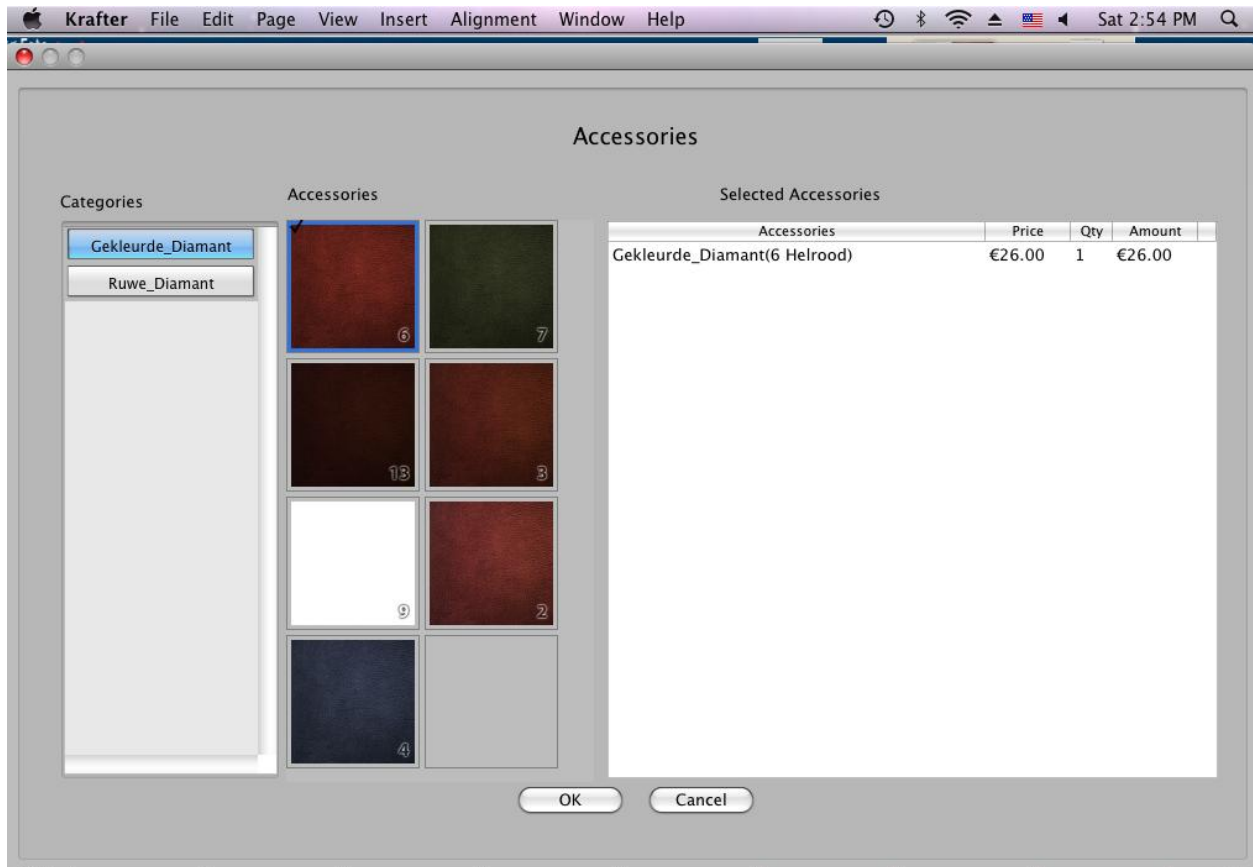 Krafter File Edit Page View Insert Alignment Window Help Sat 2:54 PM
Accessories
Categories
Accessories
Selected Accessories
Gekleurde_Diamant
Ruwe_Diamant
6
7
13
3
9
2
4
Accessories Price Qty Amount
Gekleurde_Diamant(6 Helrood) €26.00 1 €26.00
OK Cancel